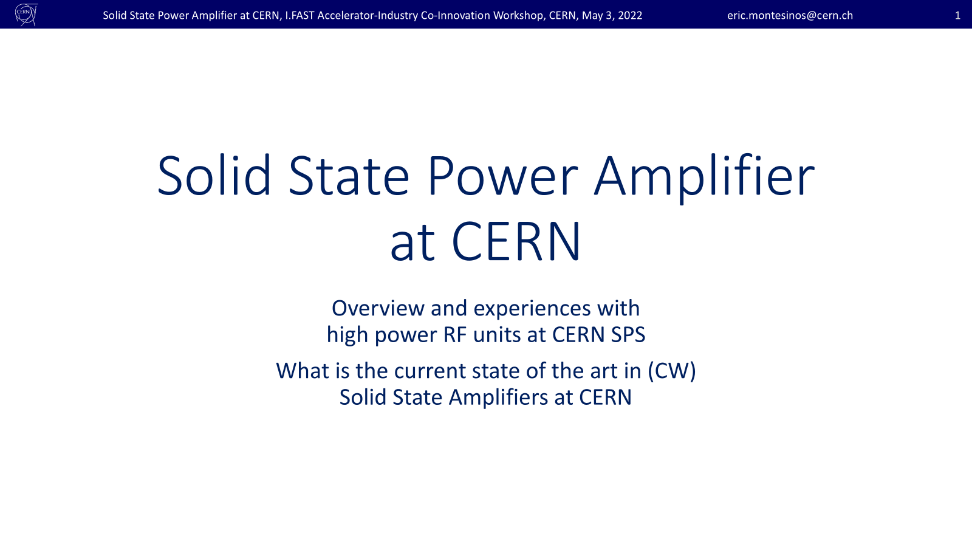 CERN
Solid State Power Amplifier at CERN, I.FAST Accelerator-Industry Co-Innovation Workshop, CERN, May 3, 2022 eric.montesinos@cern.ch 1
Solid State Power Amplifier
at CERN
Overview and experiences with
high power RF units at CERN SPS
What is the current state of the art in (CW)
Solid State Amplifiers at CERN